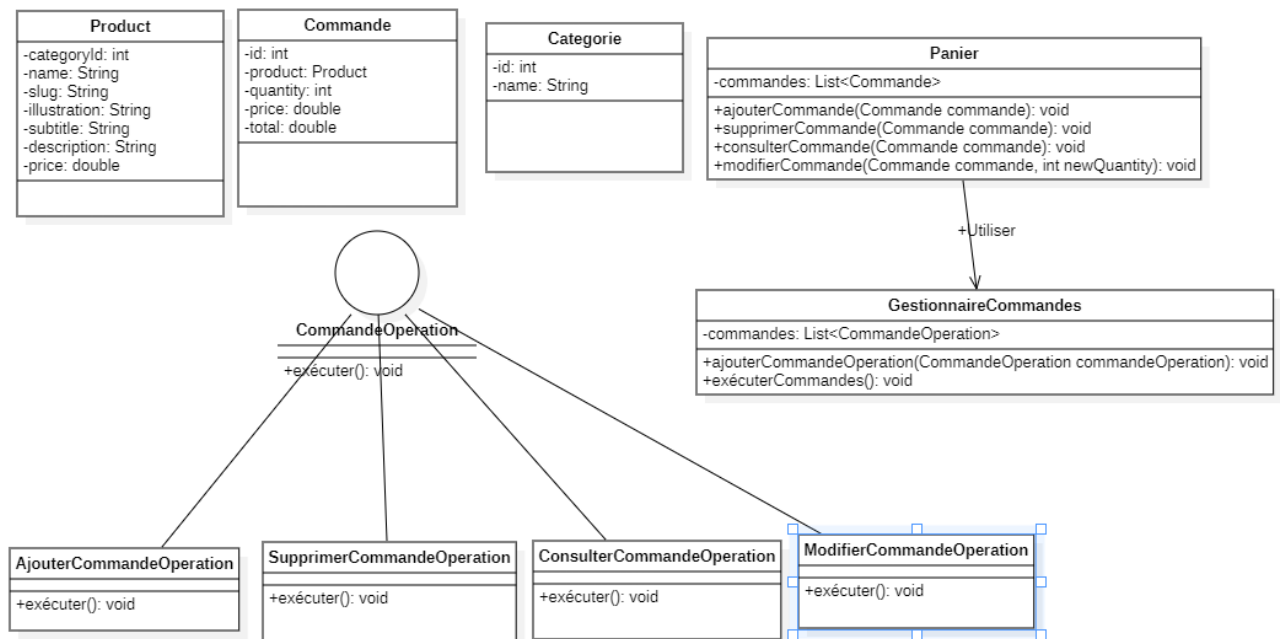 Product
-categoryId: int
-name: String
-slug: String
-illustration: String
-subtitle: String
-description: String
-price: double
Commande
-id: int
-product: Product
-quantity: int
-price: double
-total: double
Categorie
-id: int
-name: String
Panier
-commandes: List<Commande>
+ajouterCommande(Commande commande): void
+supprimerCommande(Commande commande): void
+consulterCommande(Commande commande): void
+modifierCommande(Commande commande, int newQuantity): void
+Utiliser
GestionnaireCommandes
-commandes: List<CommandeOperation>
+ajouterCommandeOperation(CommandeOperation commandeOperation): void
+exécuterCommandes(): void
CommandeOperation
+exécuter(): void
AjouterCommandeOperation
+exécuter(): void
SupprimerCommandeOperation
+exécuter(): void
ConsulterCommandeOperation
+exécuter(): void
ModifierCommandeOperation
+exécuter(): void